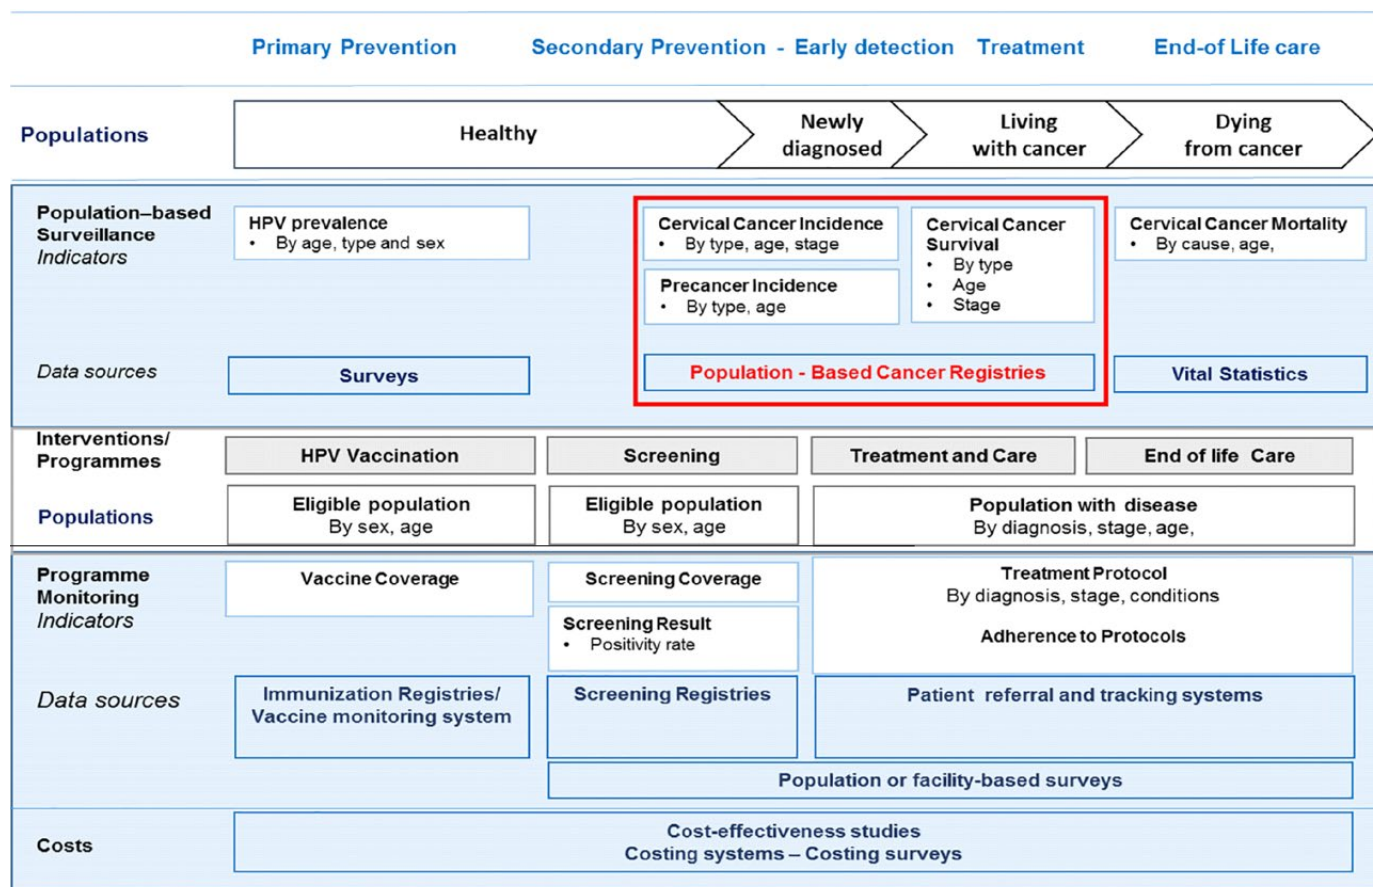 Primary Prevention
Secondary Prevention - Early detection
Treatment
End-of Life care
Populations
Healthy
Newly
diagnosed
Living
with cancer
Dying
from cancer
Population–based
Surveillance
Indicators
HPV prevalence
• By age, type and sex
Cervical Cancer Incidence
• By type, age, stage
Precancer Incidence
• By type, age
Cervical Cancer
Survival
• By type
• Age
• Stage
Cervical Cancer Mortality
• By cause, age,
Data sources
Surveys
Population - Based Cancer Registries
Vital Statistics
Interventions/
Programmes
HPV Vaccination
Screening
Treatment and Care
End of life Care
Populations
Eligible population
By sex, age
Eligible population
By sex, age
Population with disease
By diagnosis, stage, age,
Programme
Monitoring
Indicators
Vaccine Coverage
Screening Coverage
Screening Result
• Positivity rate
Treatment Protocol
By diagnosis, stage, conditions
Adherence to Protocols
Data sources
Immunization Registries/
Vaccine monitoring system
Screening Registries
Patient referral and tracking systems
Population or facility-based surveys
Costs
Cost-effectiveness studies
Costing systems – Costing surveys